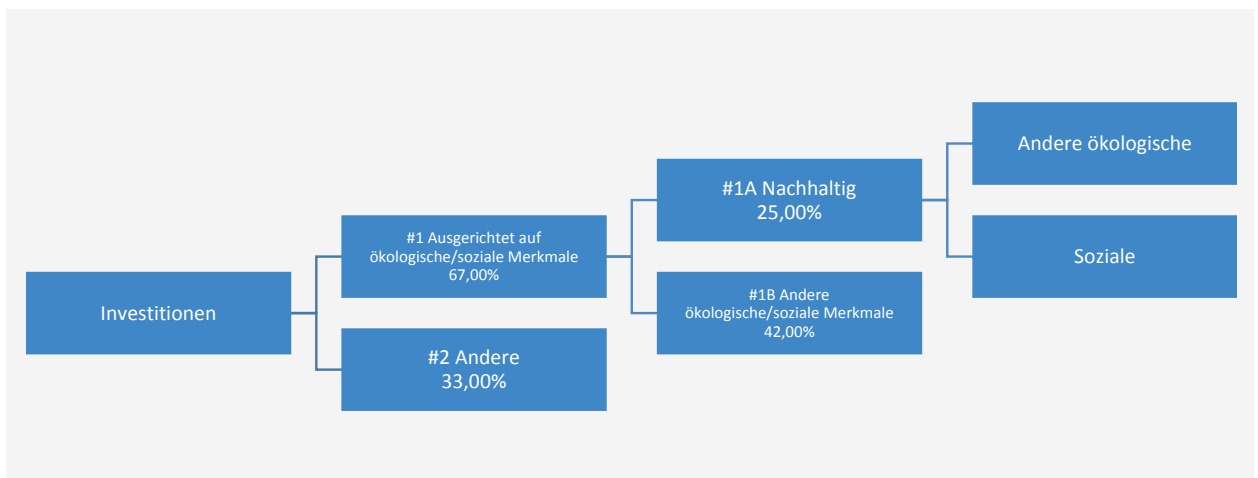 Investitionen
#1 Ausgerichtet auf
ökologische/soziale Merkmale
67,00%
#2 Andere
33,00%
#1A Nachhaltig
25,00%
#1B Andere
ökologische/soziale Merkmale
42,00%
Andere ökologische
Soziale